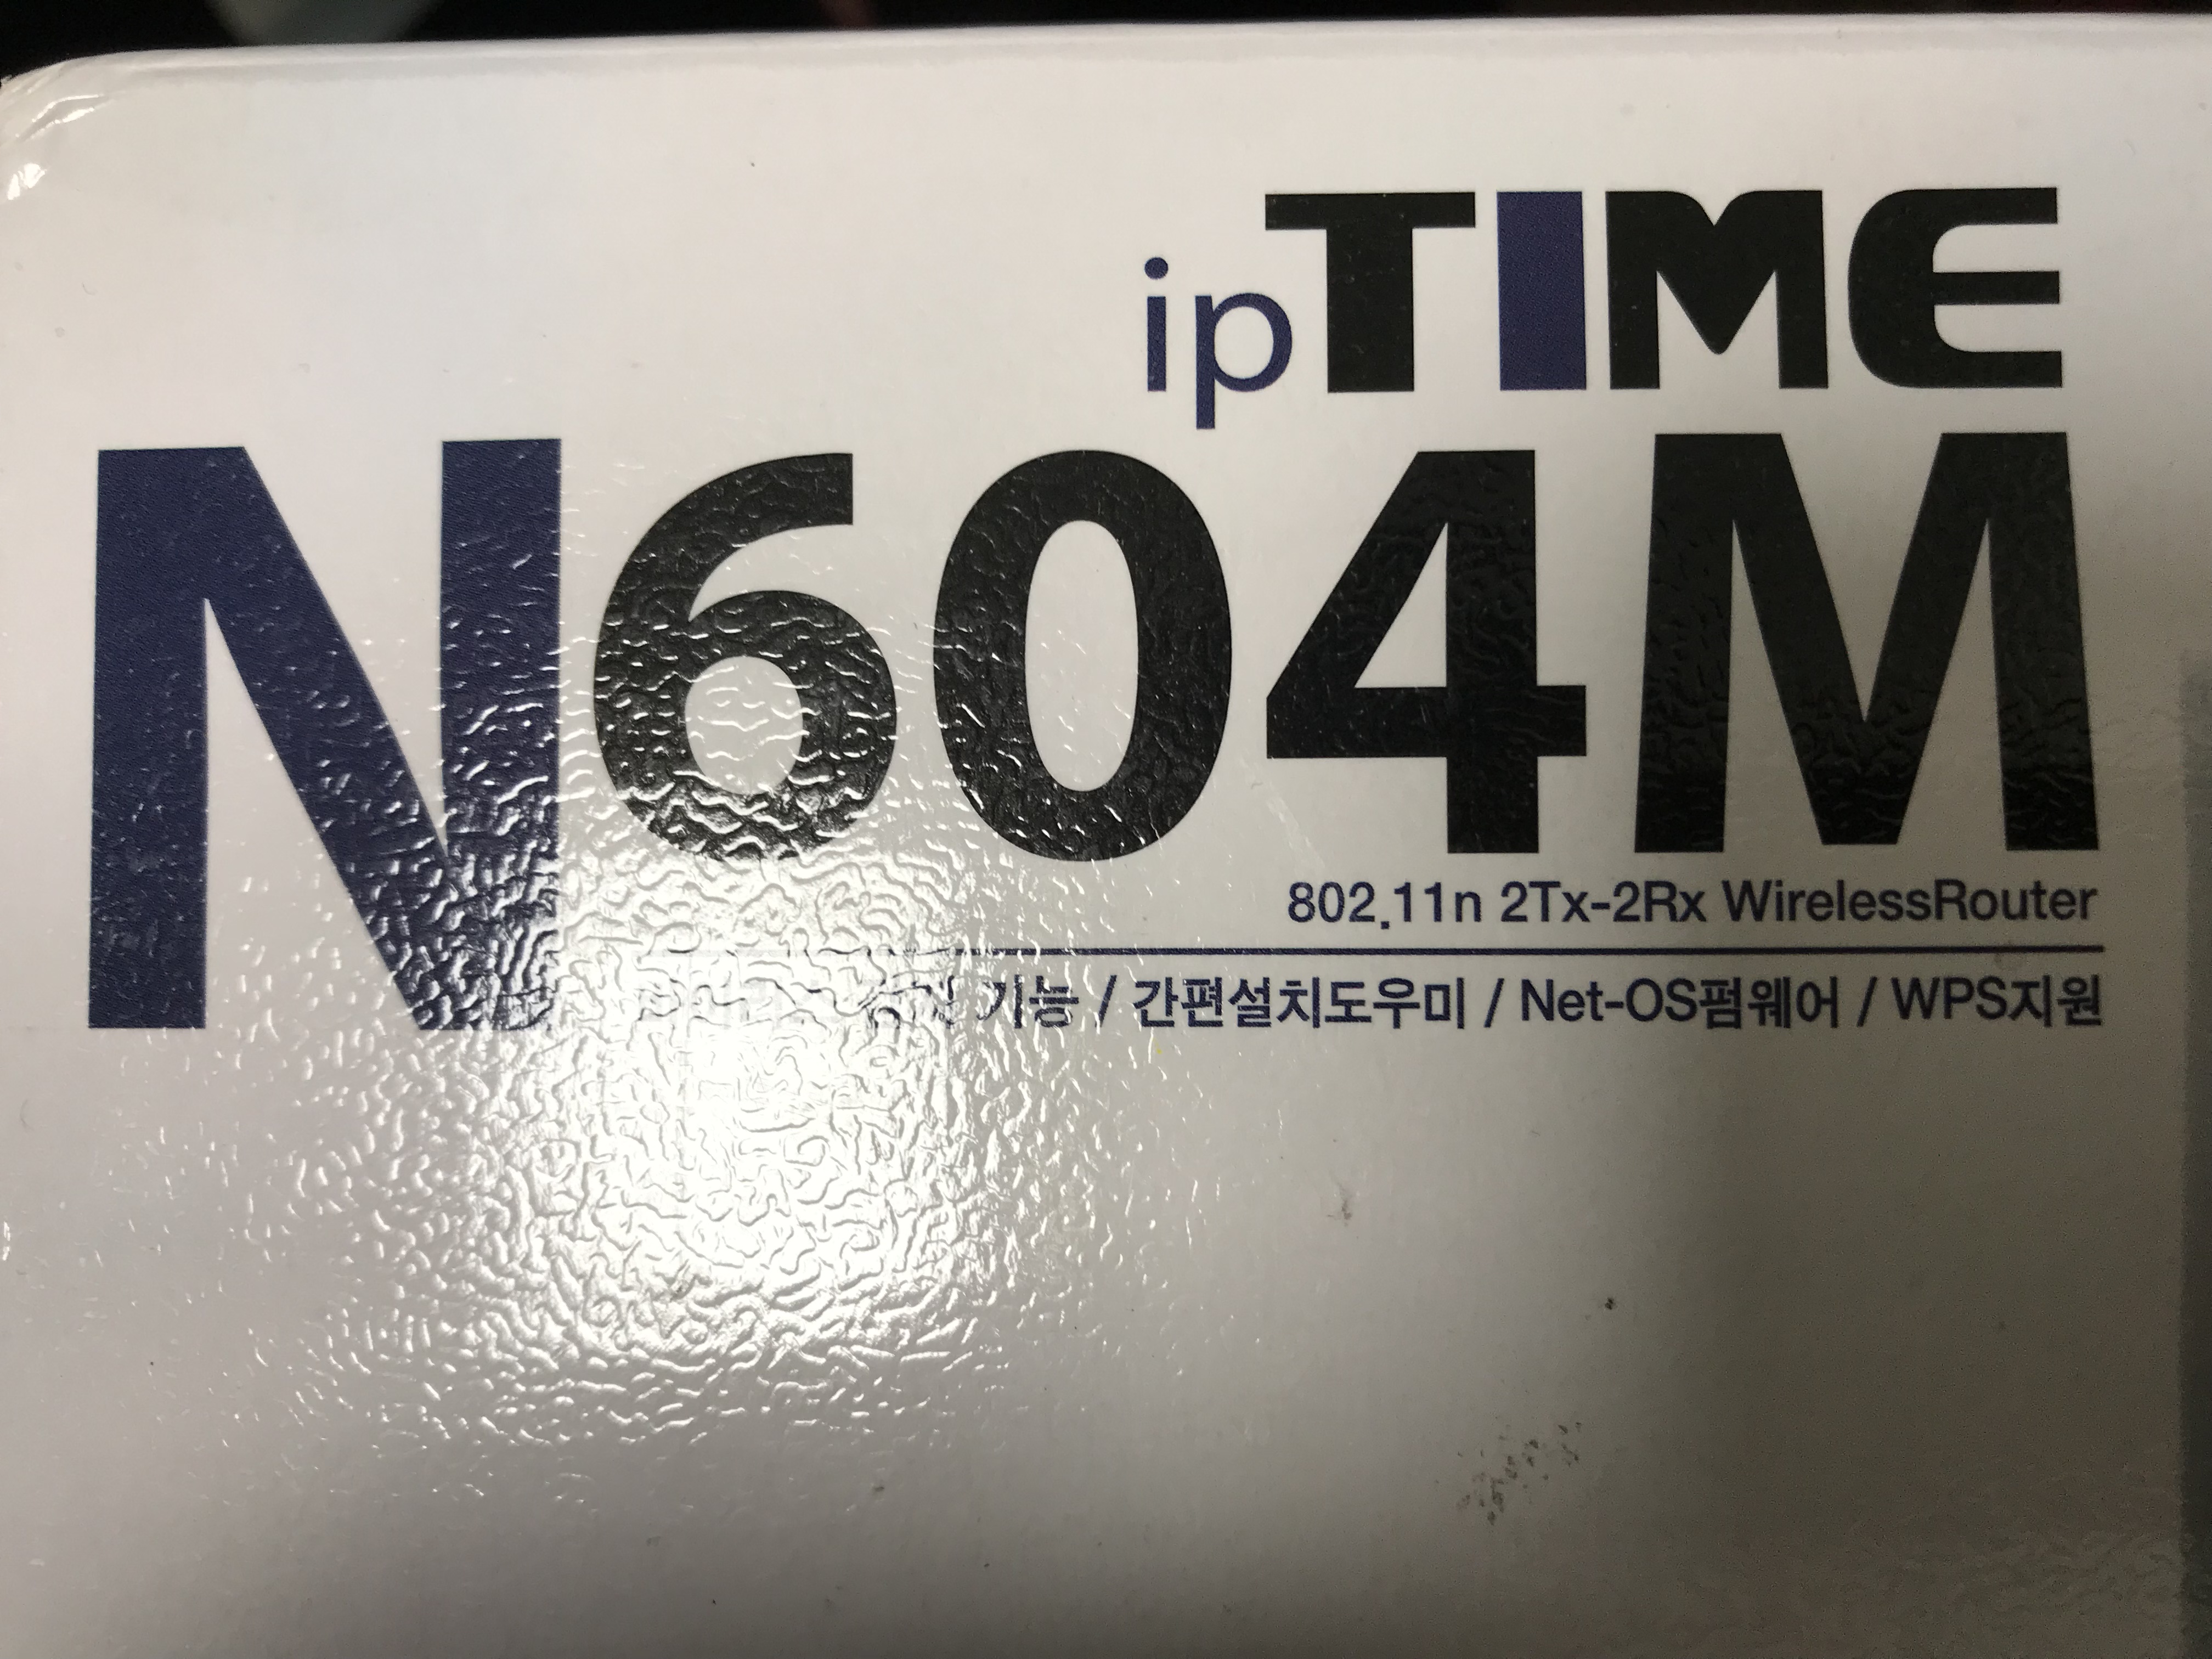 ipTIME
N604M
802.11n 2Tx-2Rx WirelessRouter
기능 / 간편설치도우미 / Net-OS펌웨어 / WPS지원